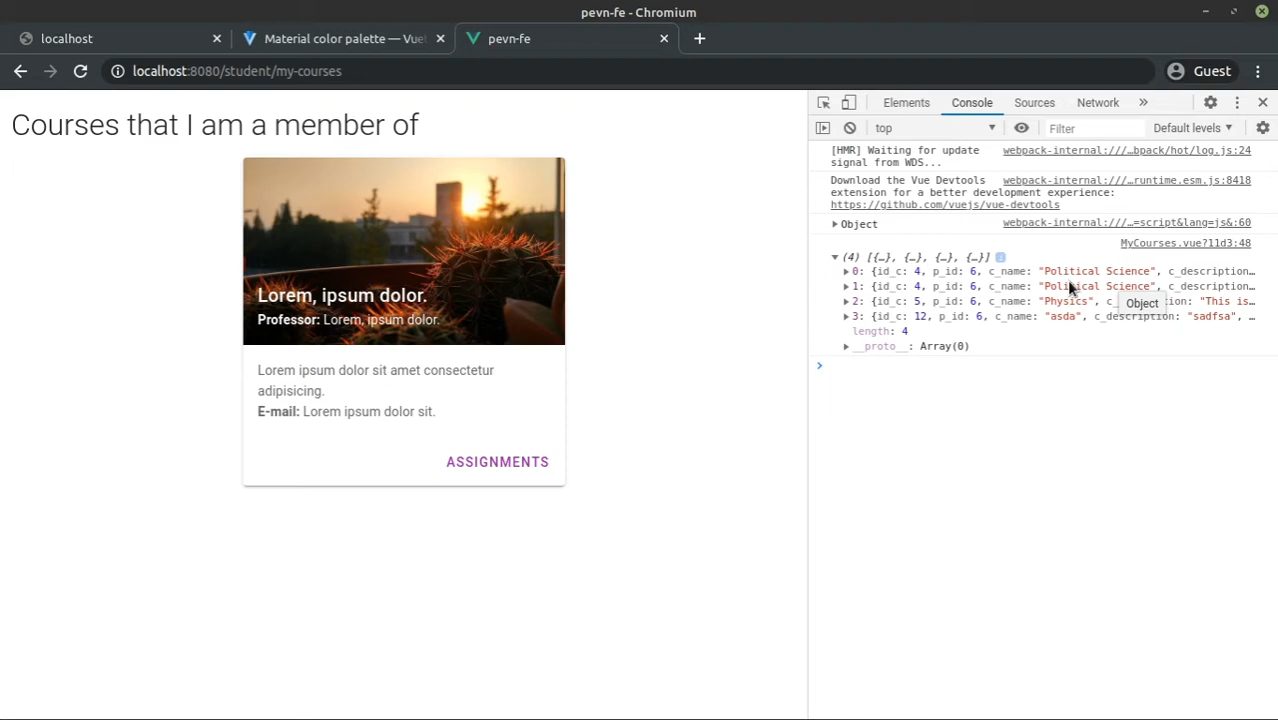 pevn-fe - Chromium
localhost
Material color palette — Vuet
pevn-fe
localhost:8080/student/my-courses
Guest
Courses that I am a member of
Lorem, ipsum dolor.
Professor: Lorem, ipsum dolor.
Lorem ipsum dolor sit amet consectetur
adipisicing.
E-mail: Lorem ipsum dolor sit.
ASSIGNMENTS
Elements Console Sources Network »
top Filter Default levels
[HMR] Waiting for update webpack-internal:///…bpack/hot/log.js:24
signal from WDS...
Download the Vue Devtools webpack-internal:///…runtime.esm.js:8418
extension for a better development experience:
https://github.com/vuejs/vue-devtools
Object webpack-internal:///…=script&lang=js&:60
MyCourses.vue?11d3:48
(4) [{…}, {…}, {…}, {…}] i
0: {id_c: 4, p_id: 6, c_name: "Political Science", c_description…
1: {id_c: 4, p_id: 6, c_name: "Political Science", c_description…
2: {id_c: 5, p_id: 6, c_name: "Physics", c_ ion: "This is…
Object
3: {id_c: 12, p_id: 6, c_name: "asda", c_description: "sadfsa", …
length: 4
__proto__: Array(0)